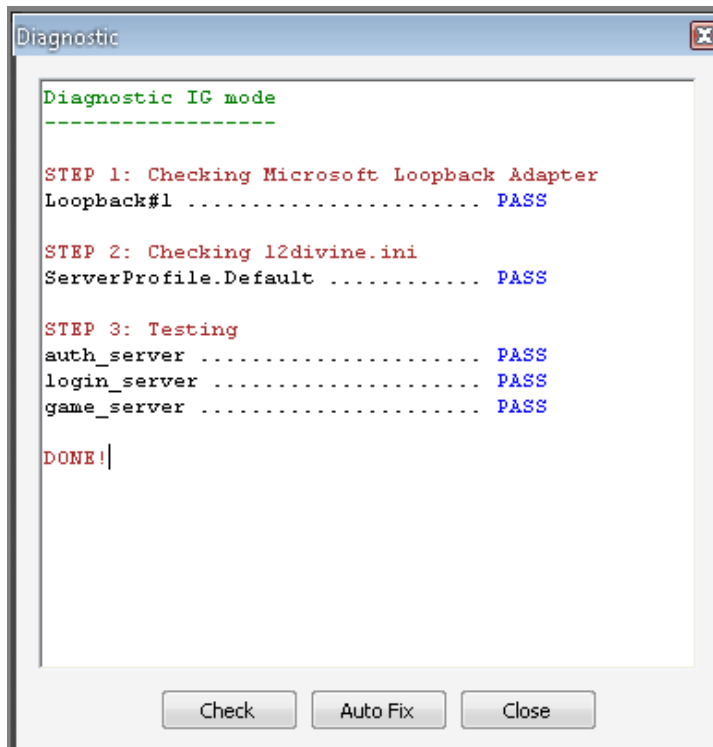 Diagnostic
Diagnostic IG mode
------------------
STEP 1: Checking Microsoft Loopback Adapter
Loopback#1 ....................... PASS
STEP 2: Checking l2divine.ini
ServerProfile.Default ............ PASS
STEP 3: Testing
auth_server ...................... PASS
login_server ..................... PASS
game_server ...................... PASS
DONE!
Check Auto Fix Close